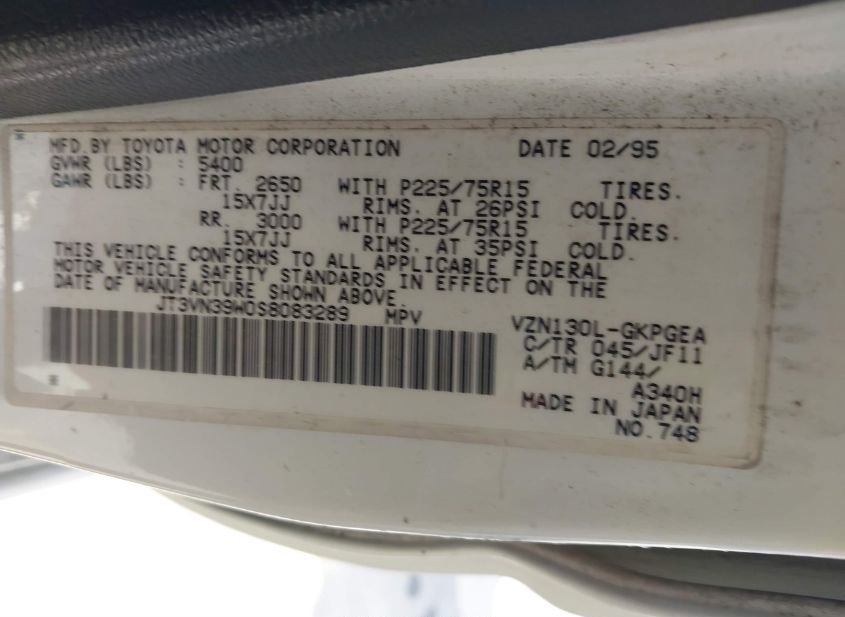 MFD.BY TOYOTA MOTOR CORPORATION DATE 02/95
GVWR (LBS) : 5400
GAWR (LBS) : FRT. 2650 WITH P225/75R15 TIRES.
15X7JJ RIMS. AT 26PSI COLD.
RR. 3000 WITH P225/75R15 TIRES.
15X7JJ RIMS. AT 35PSI COLD.
THIS VEHICLE CONFORMS TO ALL APPLICABLE FEDERAL
MOTOR VEHICLE SAFETY STANDARDS IN EFFECT ON THE
DATE OF MANUFACTURE SHOWN ABOVE.
JT3VN39W0S8083289 MPV
VZN130L-GKPGEA
C/TR 045/JF11
A/TM G144/
A340H
MADE IN JAPAN
NO.748